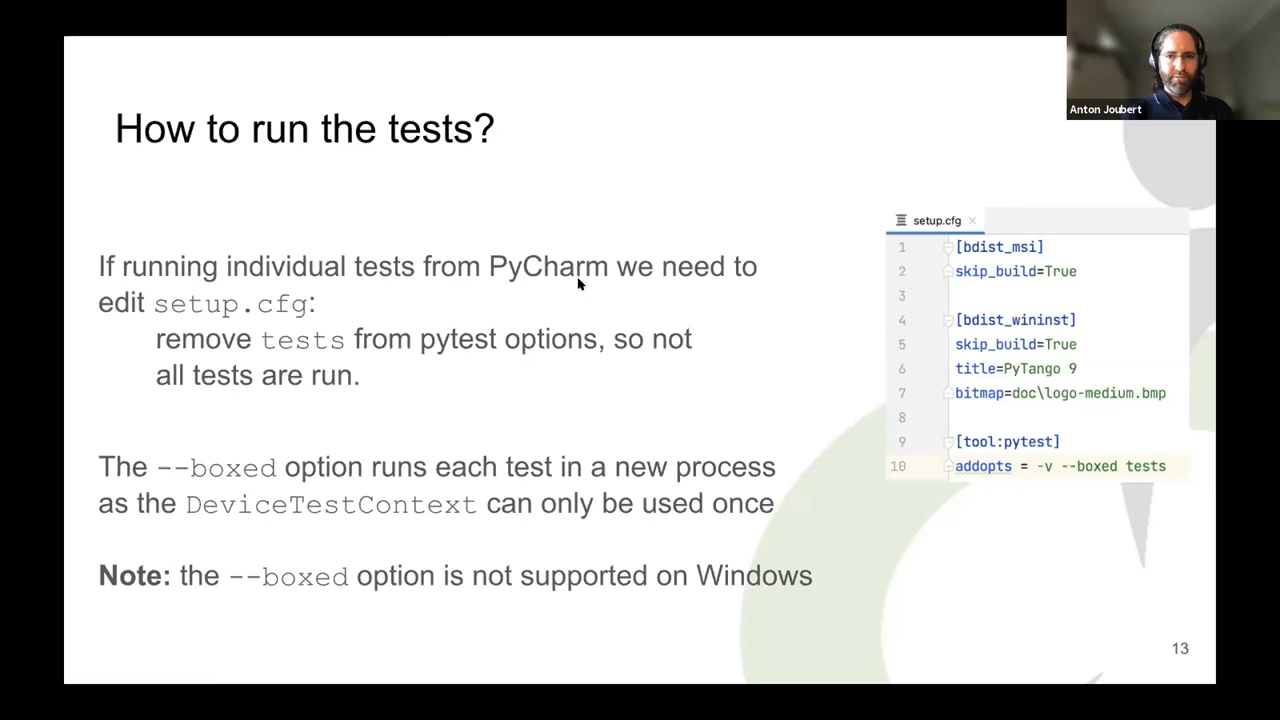 Anton Joubert
How to run the tests?
If running individual tests from PyCharm we need to
edit setup.cfg:
remove tests from pytest options, so not
all tests are run.
The --boxed option runs each test in a new process
as the DeviceTestContext can only be used once
Note: the --boxed option is not supported on Windows
setup.cfg
1 [bdist_msi]
2 skip_build=True
3
4 [bdist_wininst]
5 skip_build=True
6 title=PyTango 9
7 bitmap=doc\logo-medium.bmp
8
9 [tool:pytest]
10 addopts = -v --boxed tests
13